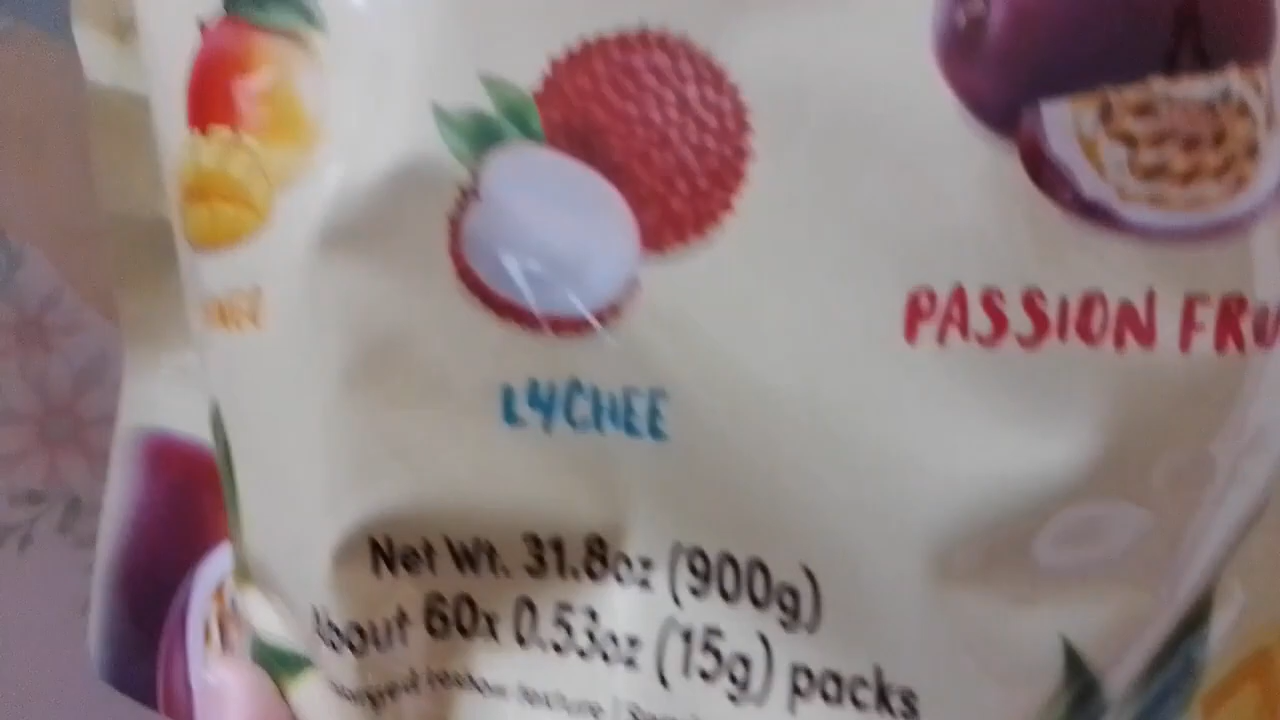 LYCHEE
PASSION FRU
Net Wt. 31.8oz (900g)
About 60x 0.53oz (15g) packs